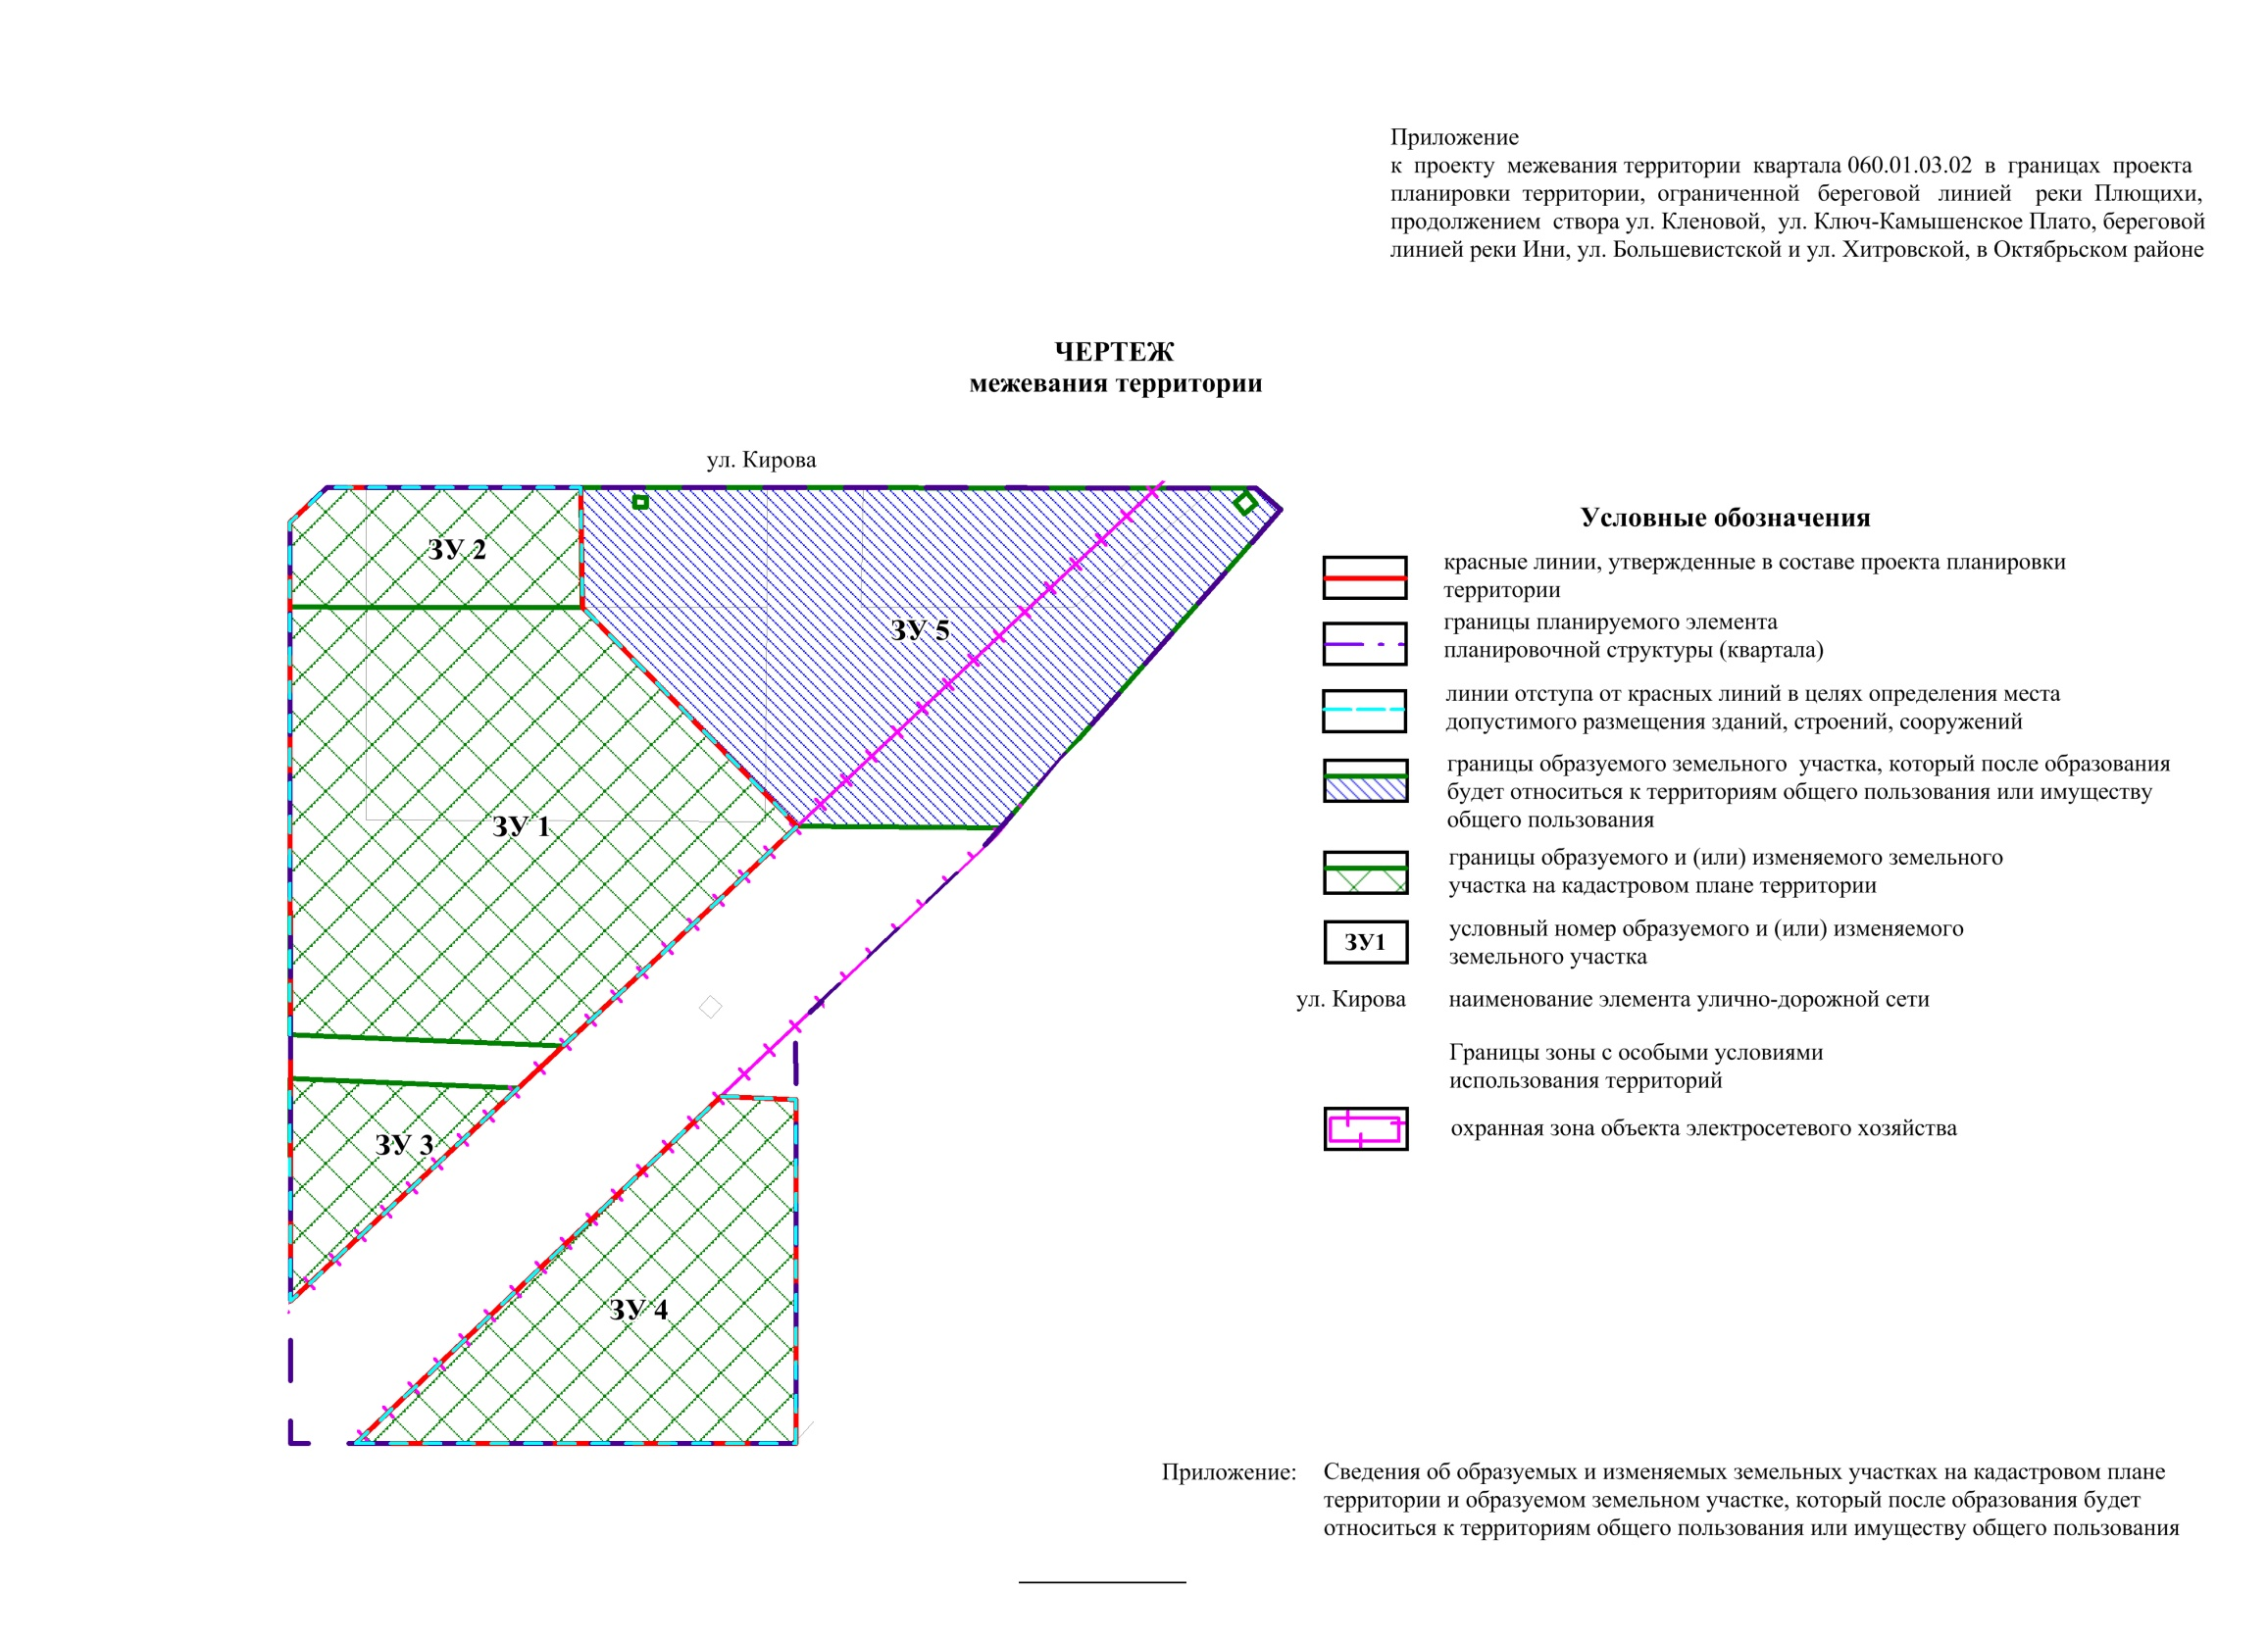 Приложение
к проекту межевания территории квартала 060.01.03.02 в границах проекта
планировки территории, ограниченной береговой линией реки Плющихи,
продолжением створа ул. Кленовой, ул. Ключ-Камышенское Плато, береговой
линией реки Ини, ул. Большевистской и ул. Хитровской, в Октябрьском районе
ЧЕРТЕЖ
межевания территории
ул. Кирова
ЗУ 2
ЗУ 5
ЗУ 1
ЗУ 3
ЗУ 4
Условные обозначения
красные линии, утвержденные в составе проекта планировки
территории
границы планируемого элемента
планировочной структуры (квартала)
линии отступа от красных линий в целях определения места
допустимого размещения зданий, строений, сооружений
границы образуемого земельного участка, который после образования
будет относиться к территориям общего пользования или имуществу
общего пользования
границы образуемого и (или) изменяемого земельного
участка на кадастровом плане территории
ЗУ1
условный номер образуемого и (или) изменяемого
земельного участка
ул. Кирова наименование элемента улично-дорожной сети
Границы зоны с особыми условиями
использования территорий
охранная зона объекта электросетевого хозяйства
Приложение: Сведения об образуемых и изменяемых земельных участках на кадастровом плане
территории и образуемом земельном участке, который после образования будет
относиться к территориям общего пользования или имуществу общего пользования